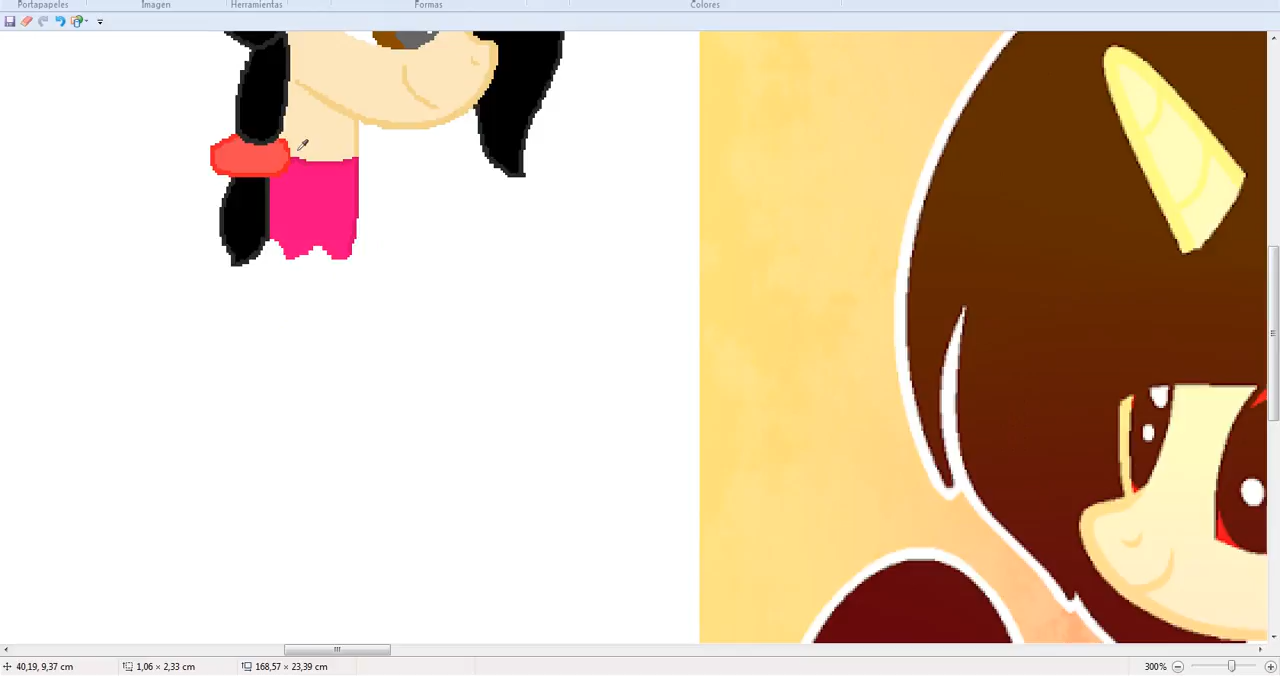 Portapapeles Imagen Herramientas Formas Colores
40,19, 9,37 cm 1,06 × 2,33 cm 168,57 × 23,39 cm 300%